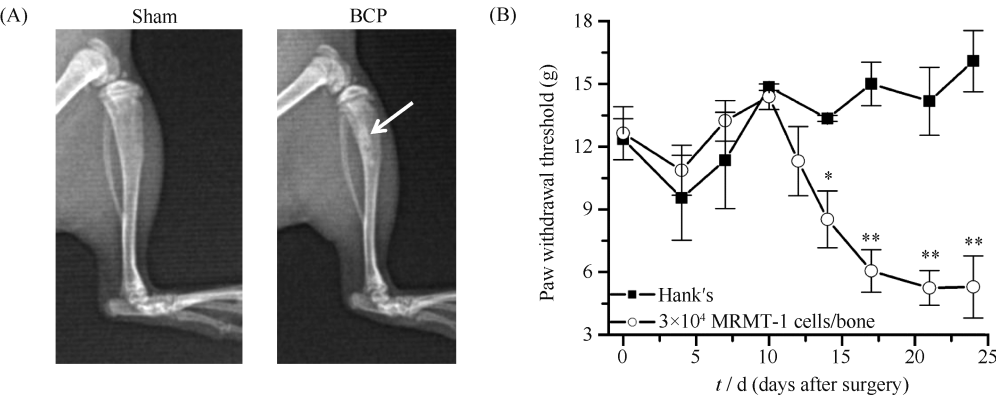 (A)
Sham
BCP
(B)
Paw withdrawal threshold (g)
18
15
12
9
6
3
*
**
**
**
Hank's
3×10⁴ MRMT-1 cells/bone
0 5 10 15 20 25
t / d (days after surgery)